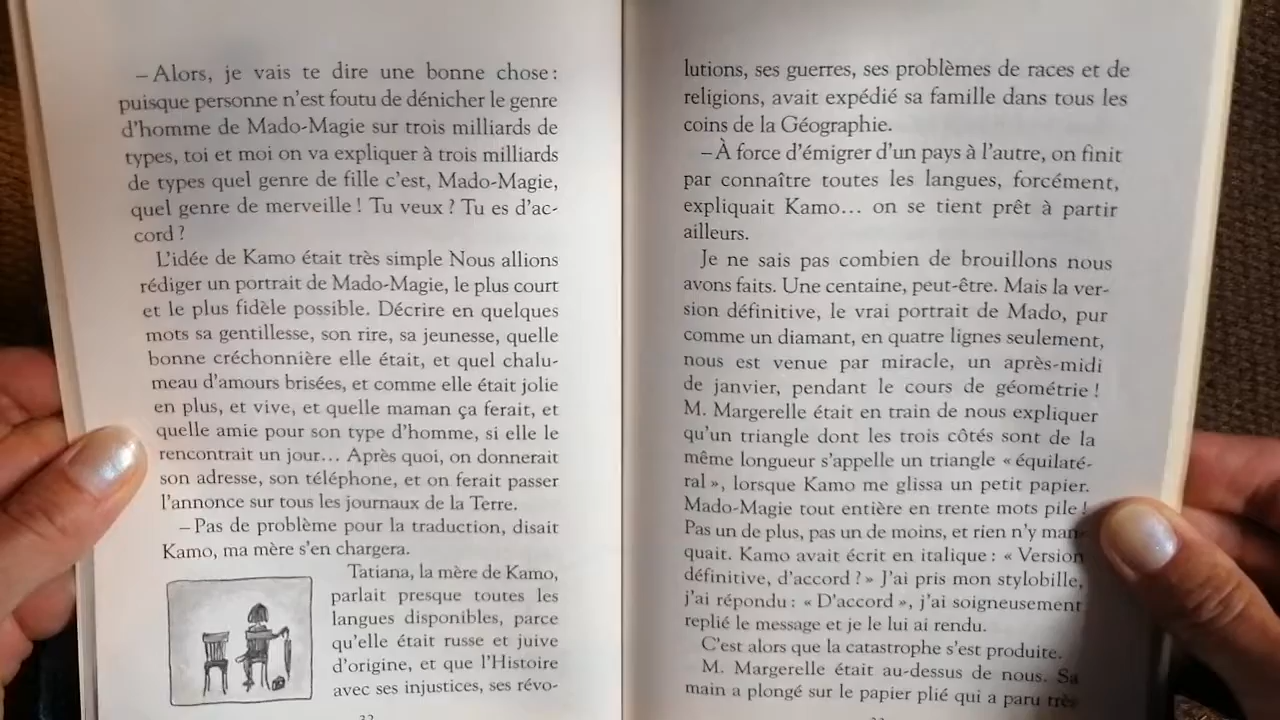 – Alors, je vais te dire une bonne chose :
puisque personne n'est foutu de dénicher le genre
d'homme de Mado-Magie sur trois milliards de
types, toi et moi on va expliquer à trois milliards
de types quel genre de fille c'est, Mado-Magie,
quel genre de merveille ! Tu veux ? Tu es d'ac-
cord ?
L'idée de Kamo était très simple Nous allions
rédiger un portrait de Mado-Magie, le plus court
et le plus fidèle possible. Décrire en quelques
mots sa gentillesse, son rire, sa jeunesse, quelle
bonne créchonnière elle était, et quel chalu-
meau d'amours brisées, et comme elle était jolie
en plus, et vive, et quelle maman ça ferait, et
quelle amie pour son type d'homme, si elle le
rencontrait un jour… Après quoi, on donnerait
son adresse, son téléphone, et on ferait passer
l'annonce sur tous les journaux de la Terre.
– Pas de problème pour la traduction, disait
Kamo, ma mère s'en chargera.
Tatiana, la mère de Kamo,
parlait presque toutes les
langues disponibles, parce
qu'elle était russe et juive
d'origine, et que l'Histoire
avec ses injustices, ses révo-
lutions, ses guerres, ses problèmes de races et de
religions, avait expédié sa famille dans tous les
coins de la Géographie.
– À force d'émigrer d'un pays à l'autre, on finit
par connaître toutes les langues, forcément,
expliquait Kamo… on se tient prêt à partir
ailleurs.
Je ne sais pas combien de brouillons nous
avons faits. Une centaine, peut-être. Mais la ver-
sion définitive, le vrai portrait de Mado, pur
comme un diamant, en quatre lignes seulement,
nous est venue par miracle, un après-midi
de janvier, pendant le cours de géométrie !
M. Margerelle était en train de nous expliquer
qu'un triangle dont les trois côtés sont de la
même longueur s'appelle un triangle « équilaté-
ral », lorsque Kamo me glissa un petit papier.
Mado-Magie tout entière en trente mots pile !
Pas un de plus, pas un de moins, et rien n'y man-
quait. Kamo avait écrit en italique : « Version
définitive, d'accord ? » J'ai pris mon stylobille,
j'ai répondu : « D'accord », j'ai soigneusement
replié le message et je le lui ai rendu.
C'est alors que la catastrophe s'est produite.
M. Margerelle était au-dessus de nous. Sa
main a plongé sur le papier plié qui a paru très